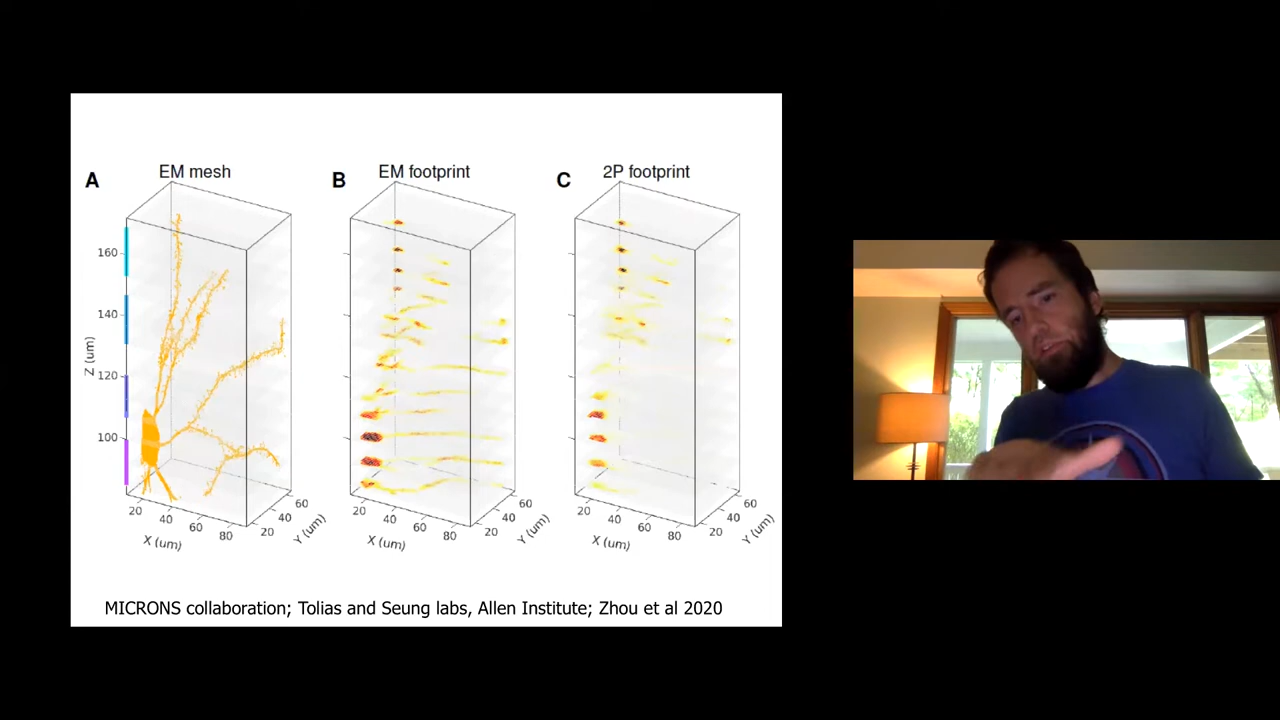 A
EM mesh
B
EM footprint
C
2P footprint
160
140
120
100
Z (um)
20
40
60
80
X (um)
20
40
60
Y (um)
20
40
60
80
X (um)
20
40
60
Y (um)
20
40
60
80
X (um)
20
40
60
Y (um)
MICRONS collaboration; Tolias and Seung labs, Allen Institute; Zhou et al 2020